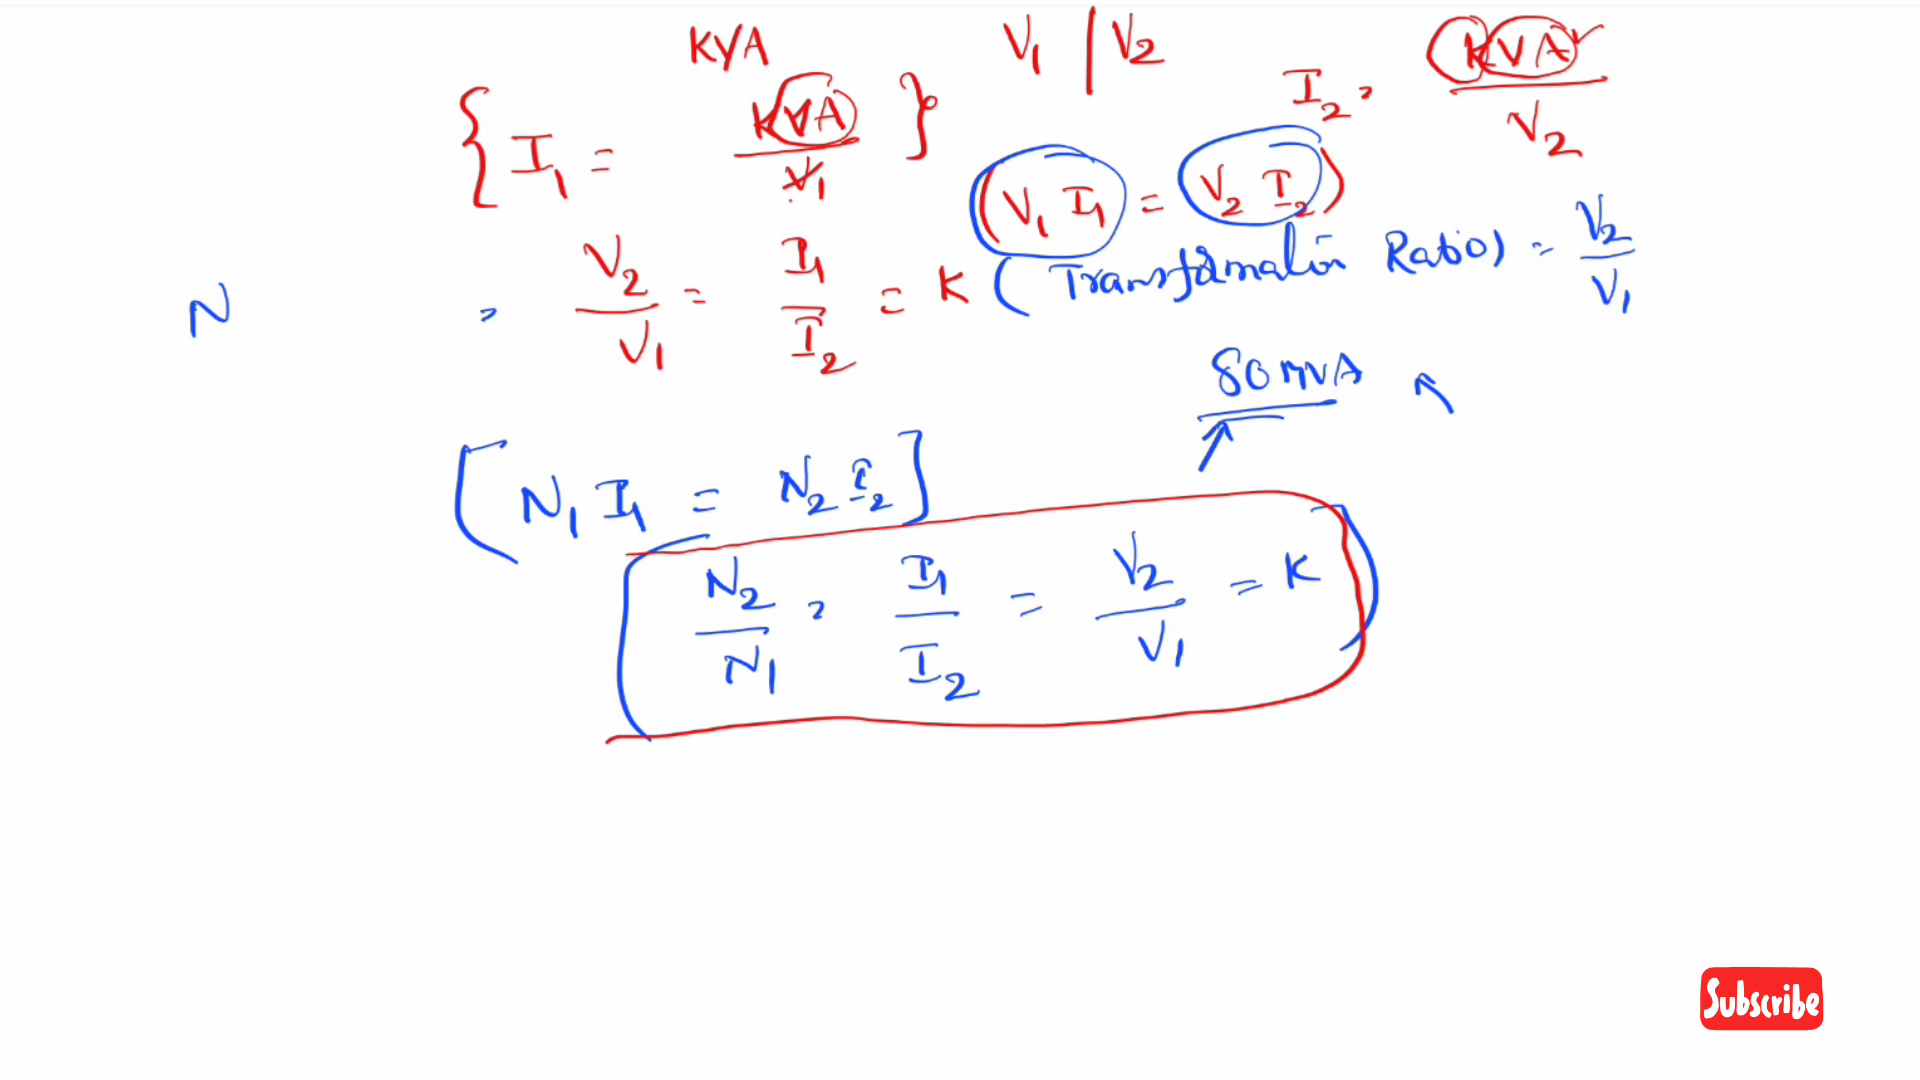 KVA V₁ | V₂
{ I₁ = KVA / V₁ } I₂ = KVA / V₂
(V₁ I₁ = V₂ I₂)
N = V₂ / V₁ = I₁ / I₂ = K (Transformation Ratio) = V₂ / V₁
80 MVA
[ N₁ I₁ = N₂ I₂ ]
N₂ / N₁ = I₁ / I₂ = V₂ / V₁ = K
Subscribe